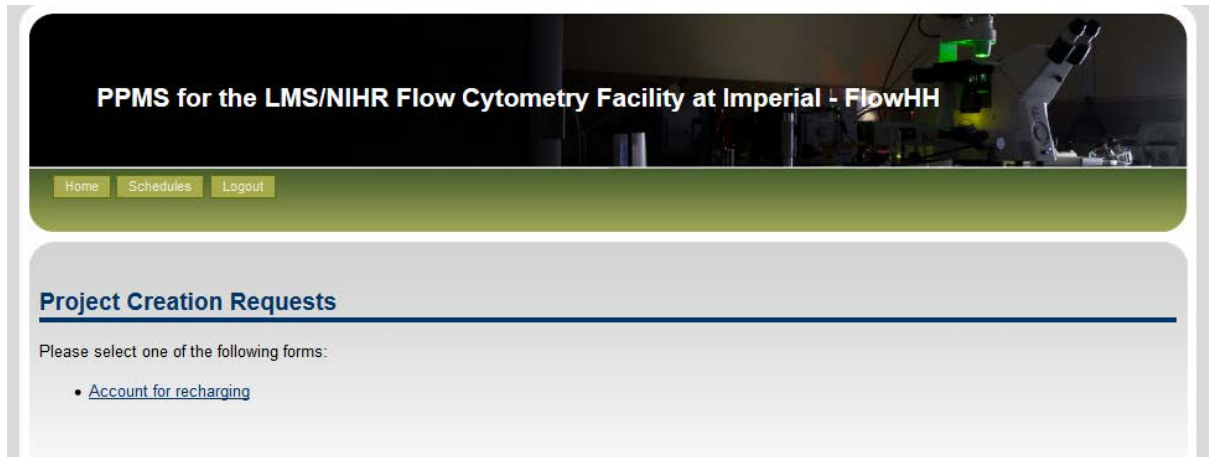 PPMS for the LMS/NIHR Flow Cytometry Facility at Imperial - FlowHH
Home Schedules Logout
Project Creation Requests
Please select one of the following forms:
• Account for recharging